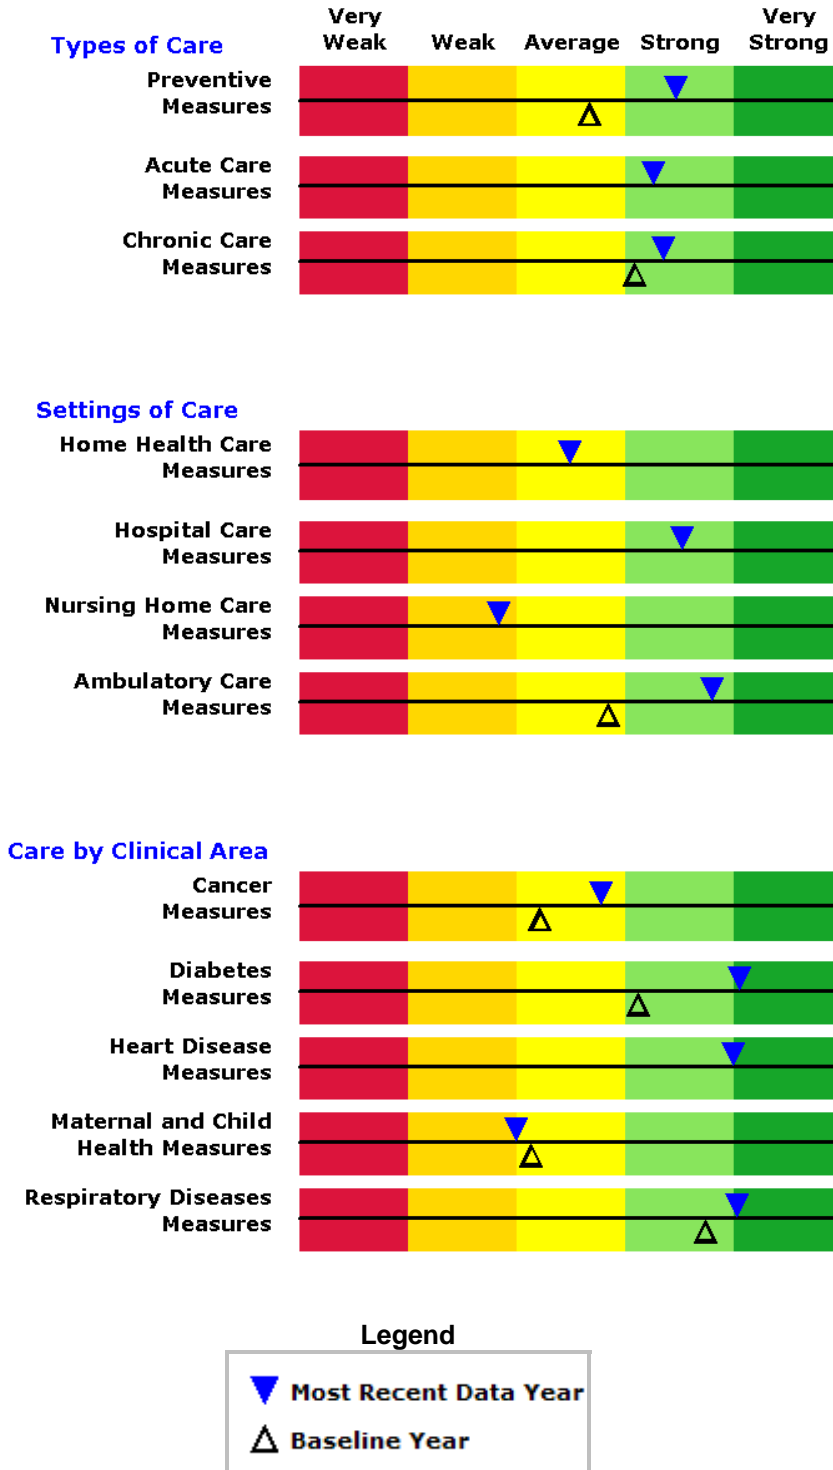 Types of Care
Very Weak
Weak
Average
Strong
Very Strong
Preventive
Measures
Acute Care
Measures
Chronic Care
Measures
Settings of Care
Home Health Care
Measures
Hospital Care
Measures
Nursing Home Care
Measures
Ambulatory Care
Measures
Care by Clinical Area
Cancer
Measures
Diabetes
Measures
Heart Disease
Measures
Maternal and Child
Health Measures
Respiratory Diseases
Measures
Legend
Most Recent Data Year
Baseline Year